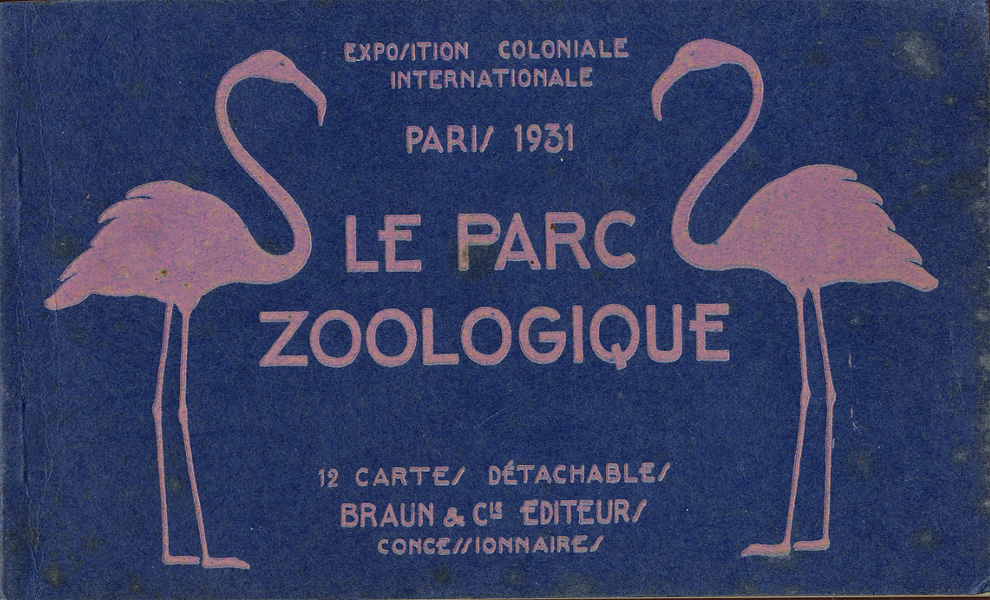 EXPOSITION COLONIALE
INTERNATIONALE
PARIS 1931
LE PARC
ZOOLOGIQUE
12 CARTES DÉTACHABLES
BRAUN & Cie EDITEURS
CONCESSIONNAIRES